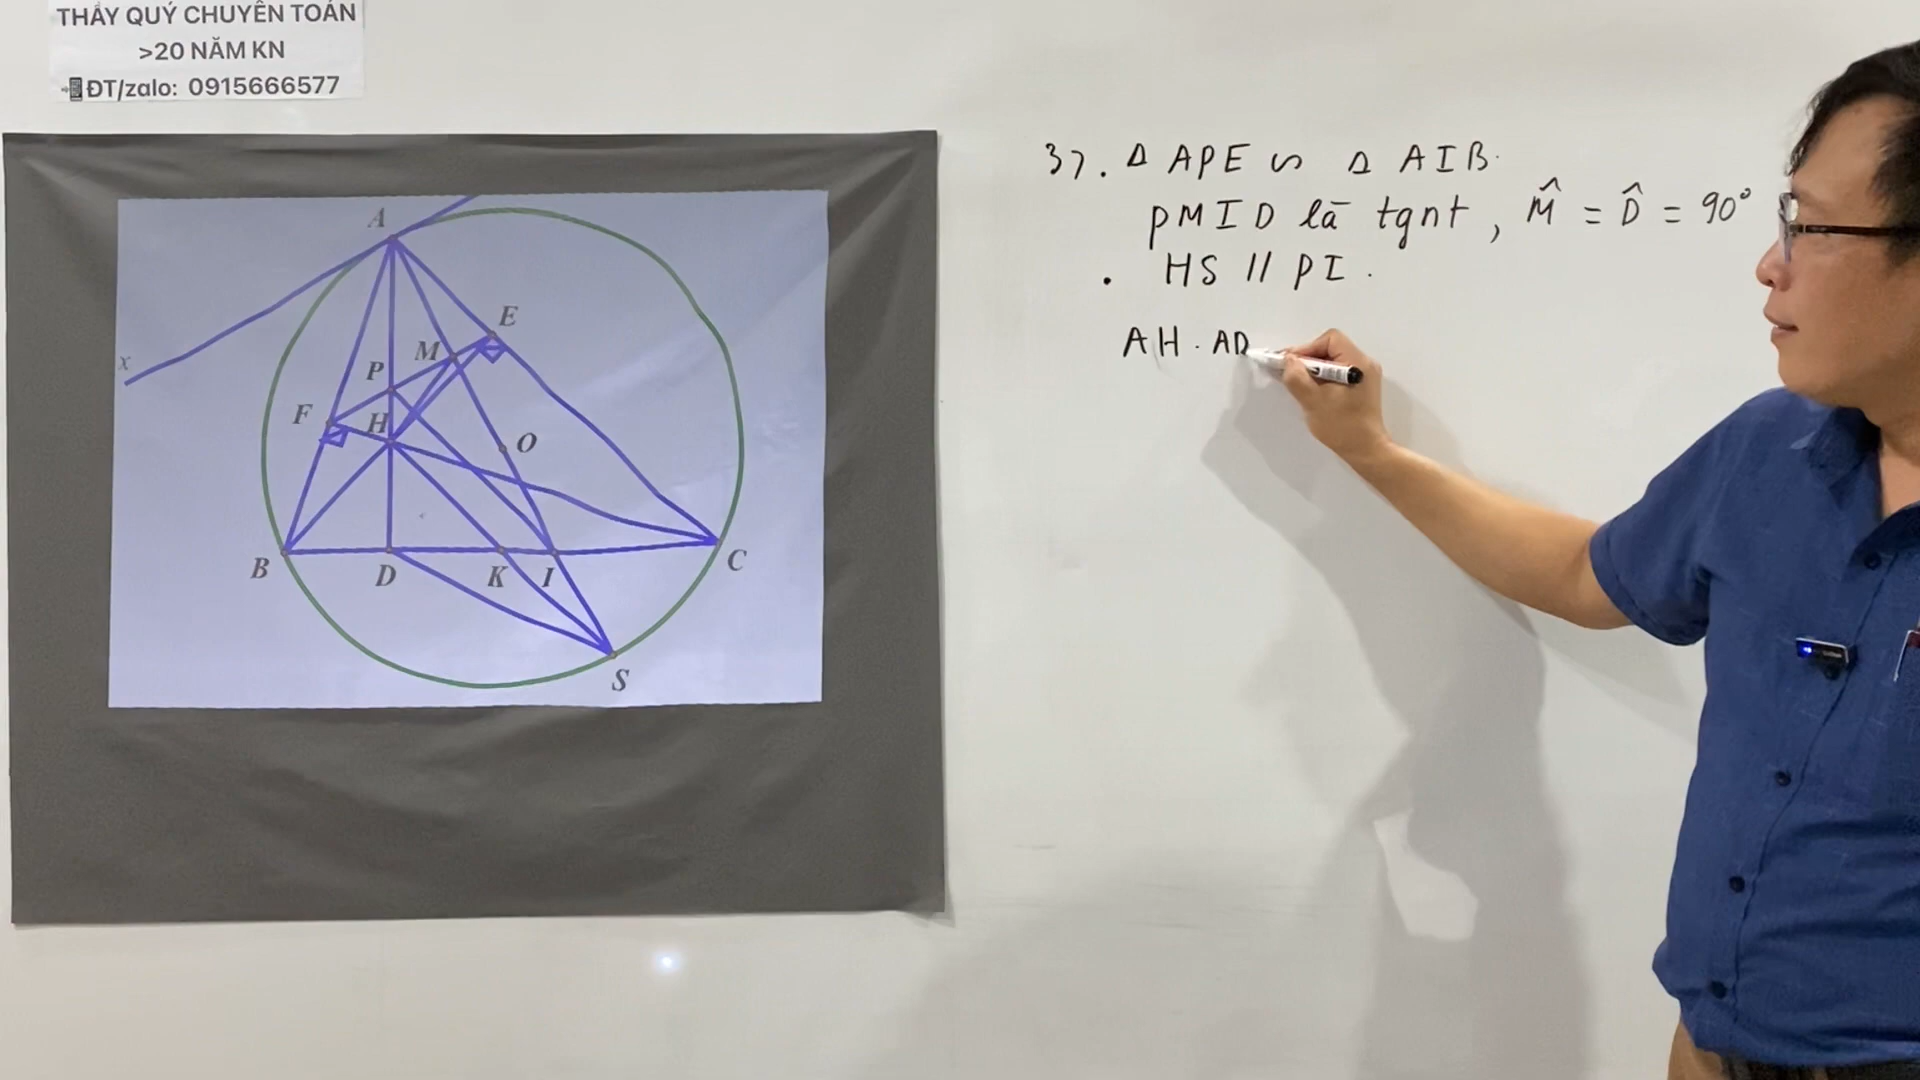 THẦY QUÝ CHUYÊN TOÁN
>20 NĂM KN
ĐT/zalo: 0915666577
A
x
E
M
P
F
H
O
B
D
K
I
C
S
3). Δ APE ∽ Δ AIB.
PMID là tgnt, M̂ = D̂ = 90°
. HS // PI.
AH. AD